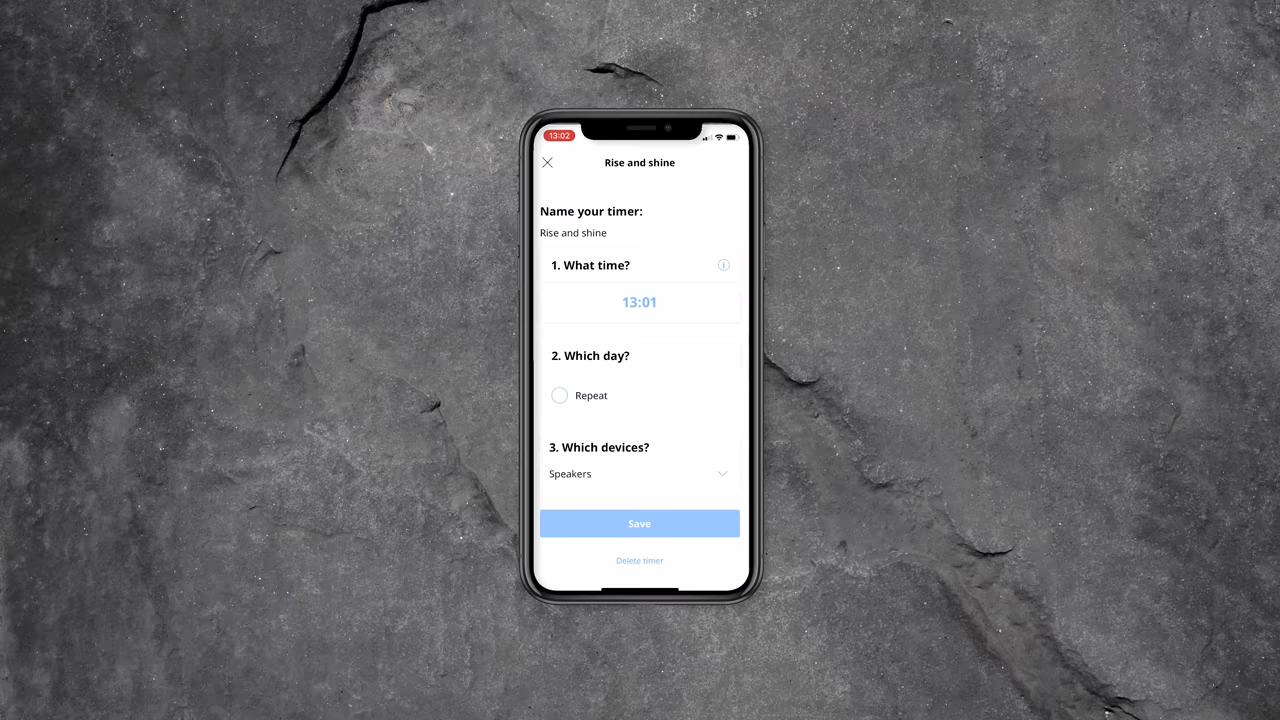 13:02
Rise and shine
Name your timer:
Rise and shine
1. What time?
13:01
2. Which day?
Repeat
3. Which devices?
Speakers
Save
Delete timer